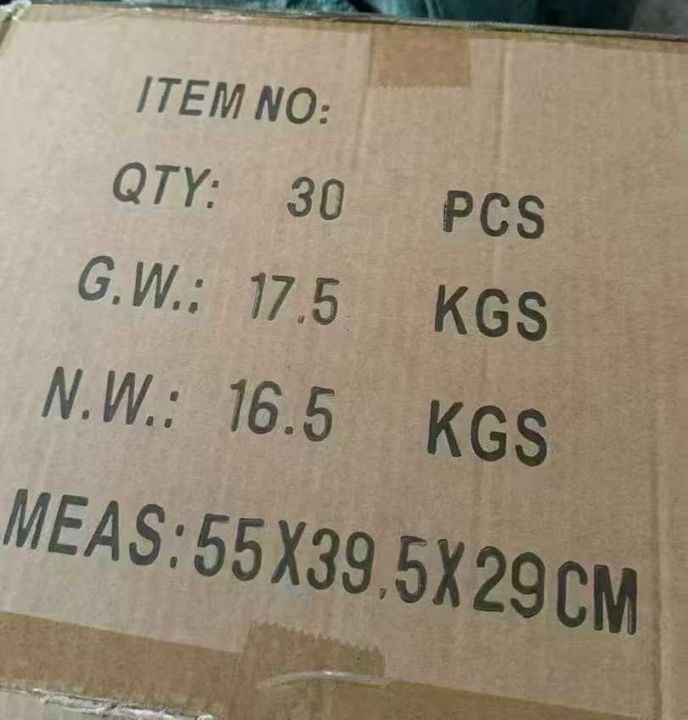 ITEM NO:
QTY: 30 PCS
G.W.: 17.5 KGS
N.W.: 16.5 KGS
MEAS: 55X39.5X29CM